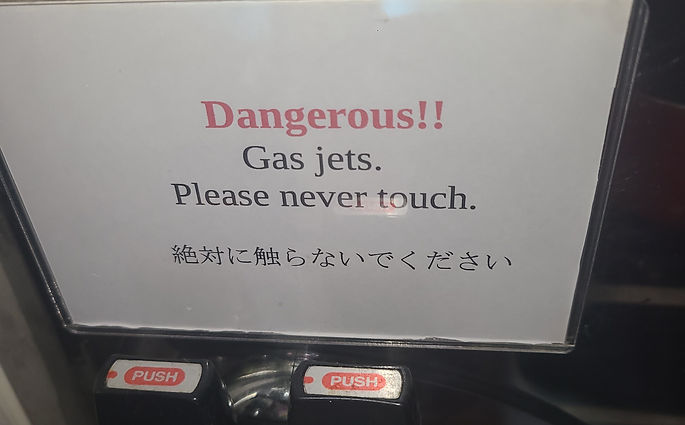 Dangerous!!
Gas jets.
Please never touch.
絶対に触らないでください
PUSH
PUSH